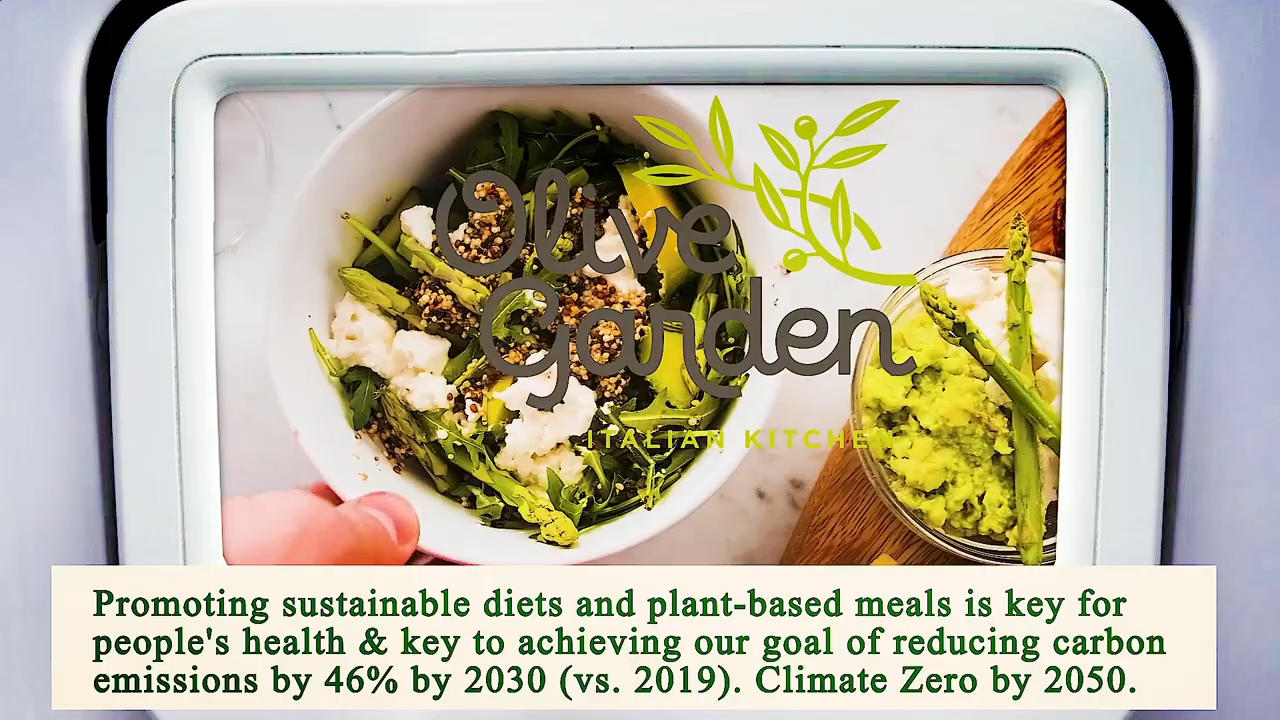 Olive
Garden
ITALIAN KITCHEN
Promoting sustainable diets and plant-based meals is key for
people's health & key to achieving our goal of reducing carbon
emissions by 46% by 2030 (vs. 2019). Climate Zero by 2050.